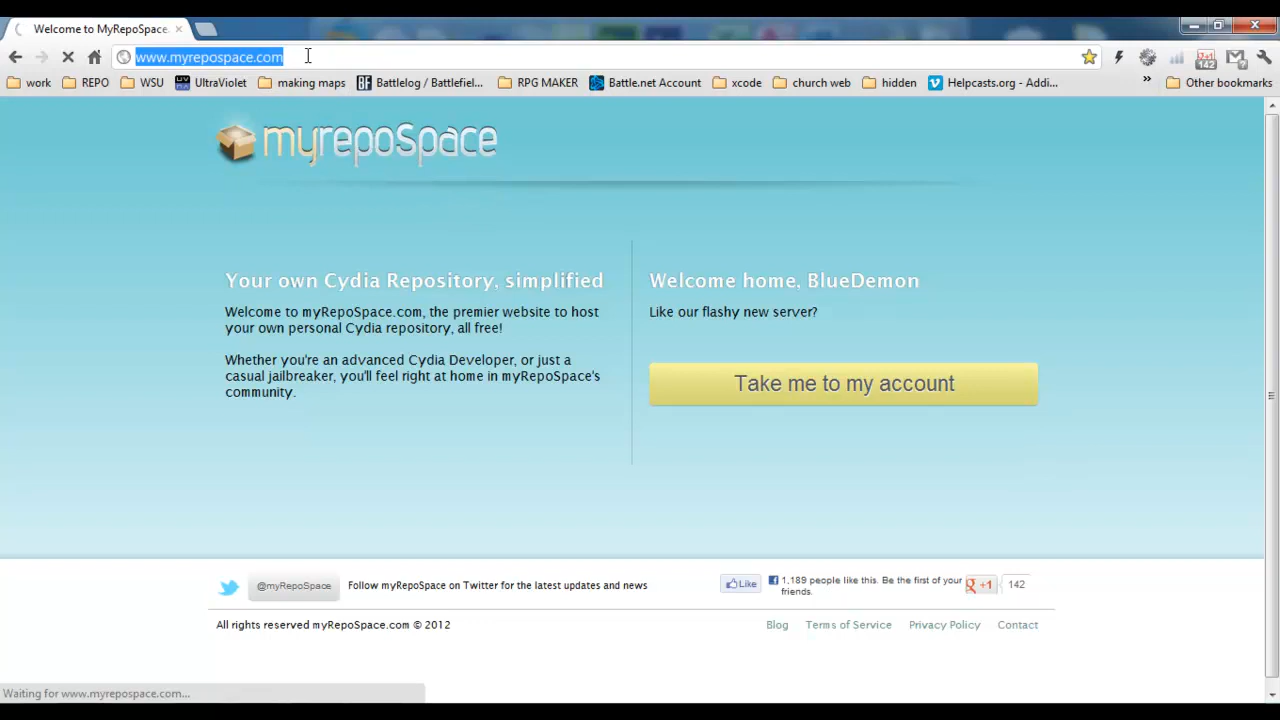 Welcome to MyRepoSpace.
www.myrepospace.com
work
REPO
WSU
UltraViolet
making maps
Battlelog / Battlefiel...
RPG MAKER
Battle.net Account
xcode
church web
hidden
Helpcasts.org - Addi...
»
Other bookmarks
142
myrepoSpace
Your own Cydia Repository, simplified
Welcome to myRepoSpace.com, the premier website to host
your own personal Cydia repository, all free!
Whether you're an advanced Cydia Developer, or just a
casual jailbreaker, you'll feel right at home in myRepoSpace's
community.
Welcome home, BlueDemon
Like our flashy new server?
Take me to my account
@myRepoSpace
Follow myRepoSpace on Twitter for the latest updates and news
Like
1,189 people like this. Be the first of your
friends.
+1
142
All rights reserved myRepoSpace.com © 2012
Blog
Terms of Service
Privacy Policy
Contact
Waiting for www.myrepospace.com...